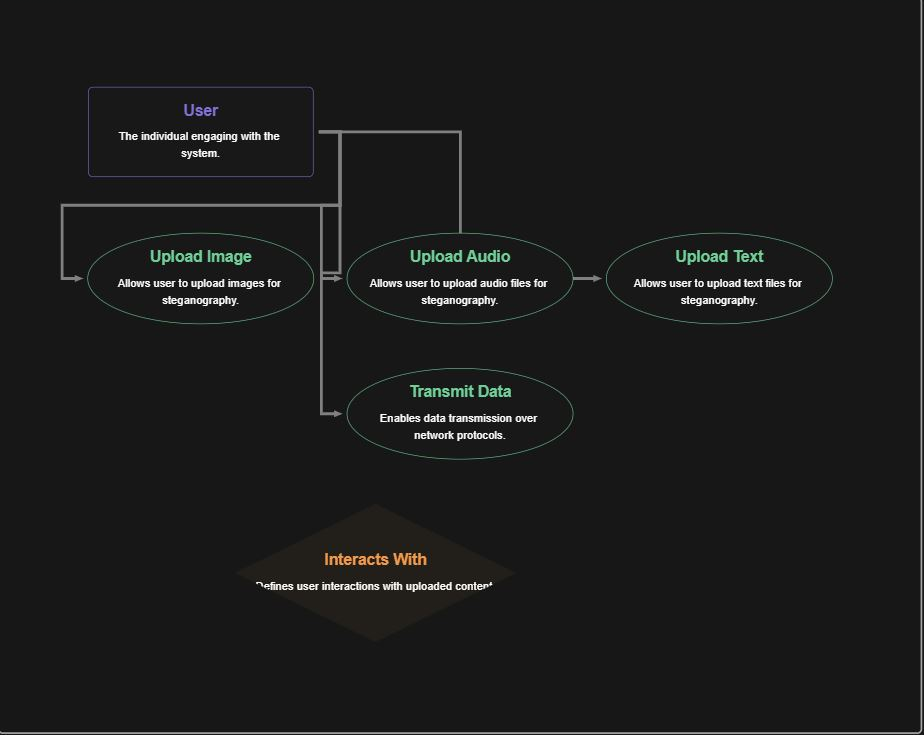 User
The individual engaging with the
system.
Upload Image
Allows user to upload images for
steganography.
Upload Audio
Allows user to upload audio files for
steganography.
Upload Text
Allows user to upload text files for
steganography.
Transmit Data
Enables data transmission over
network protocols.
Interacts With
Defines user interactions with uploaded content